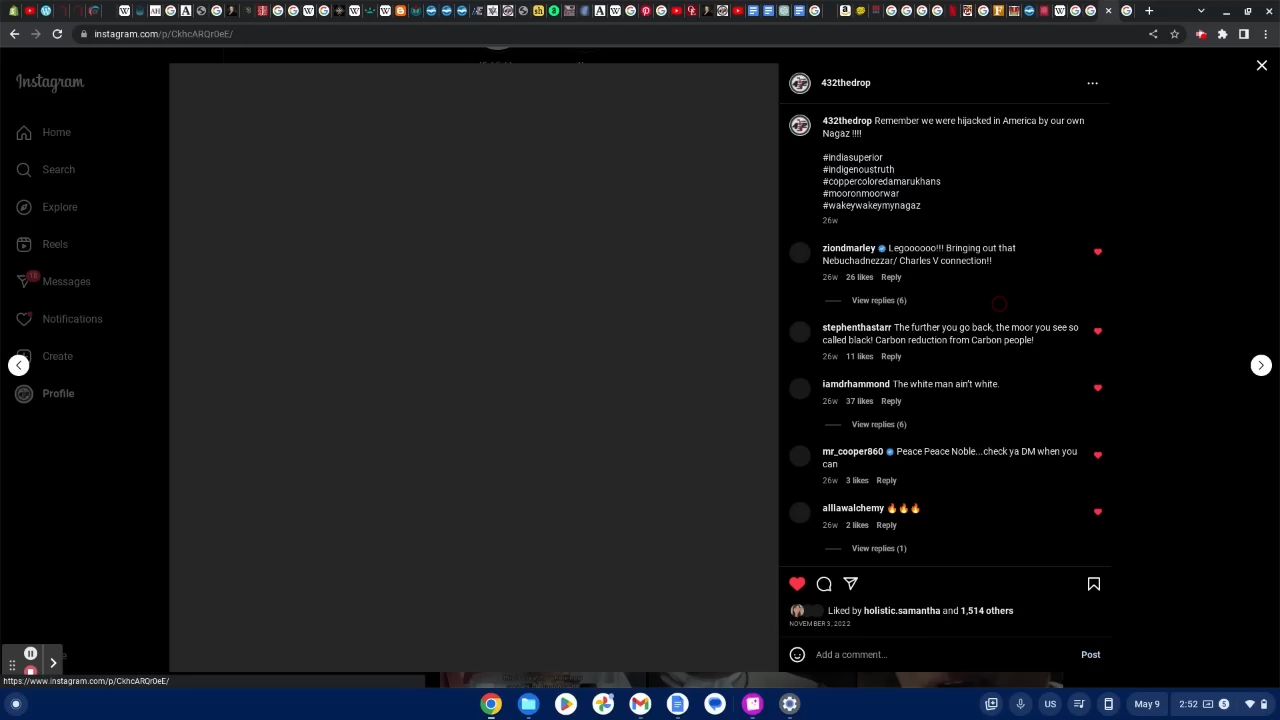 instagram.com/p/CkhcARQr0eE/
Instagram
Home
Search
Explore
Reels
18
Messages
Notifications
Create
Profile
432thedrop
432thedrop Remember we were hijacked in America by our own
Nagaz !!!!
#indiasuperior
#indigenoustruth
#coppercoloredamarukhans
#mooronmoorwar
#wakeywakeymynagaz
26w
ziondmarley Legoooooo!!! Bringing out that
Nebuchadnezzar/ Charles V connection!!
26w 26 likes Reply
View replies (6)
stephenthastarr The further you go back, the moor you see so
called black! Carbon reduction from Carbon people!
26w 11 likes Reply
iamdrhammond The white man ain't white.
26w 37 likes Reply
View replies (6)
mr_cooper860 Peace Peace Noble...check ya DM when you
can
26w 3 likes Reply
alllawalchemy 🔥🔥🔥
26w 2 likes Reply
View replies (1)
Liked by holistic.samantha and 1,514 others
NOVEMBER 3, 2022
Add a comment...
Post
https://www.instagram.com/p/CkhcARQr0eE/
US
May 9
2:52